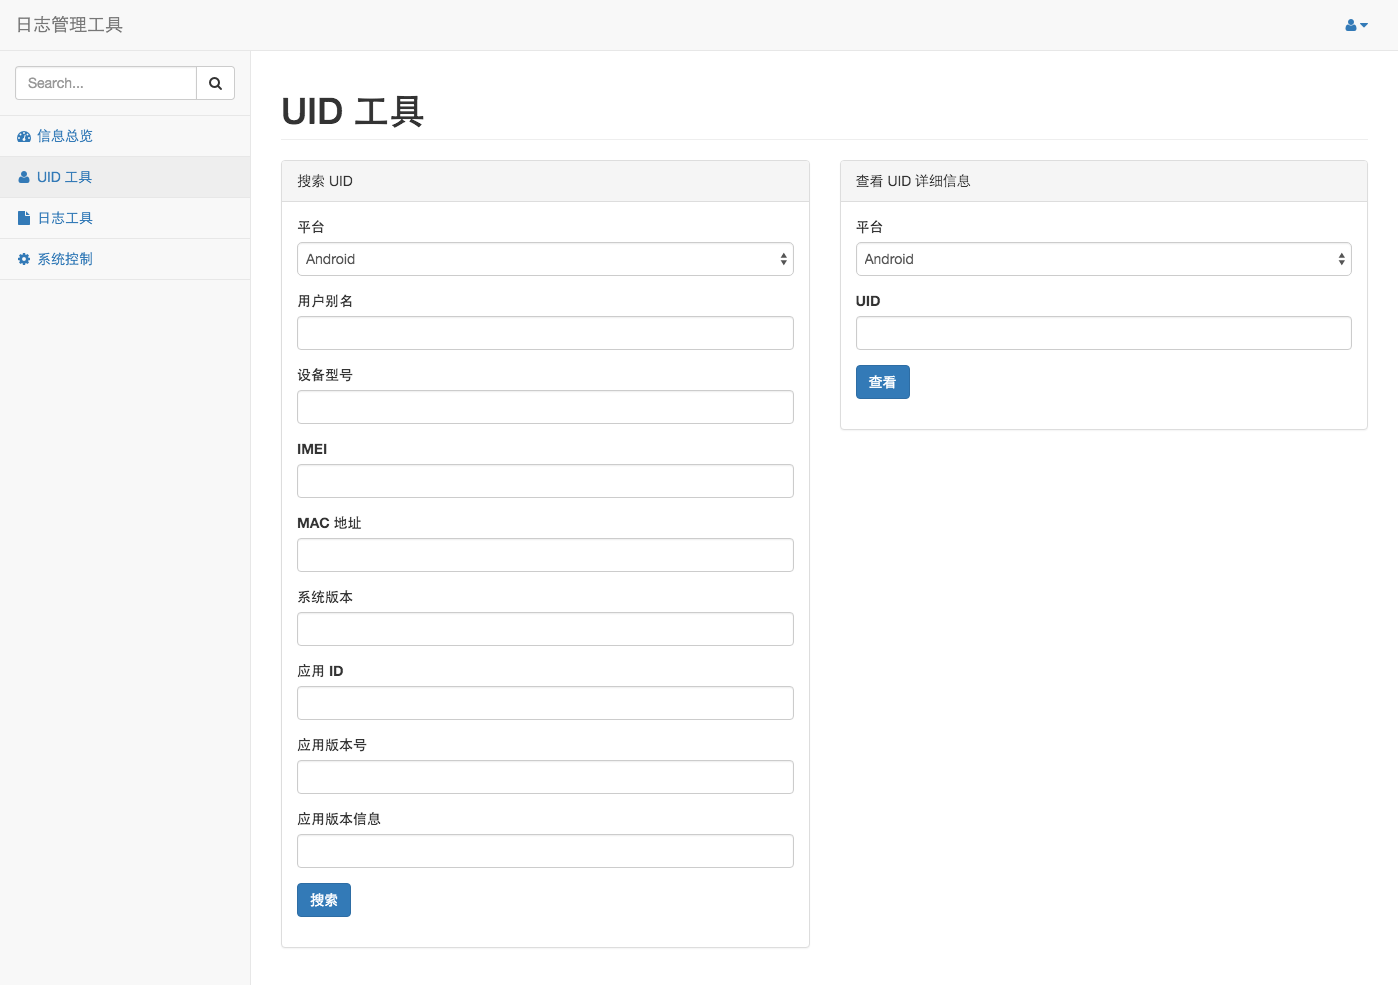 日志管理工具
Search...
信息总览
UID 工具
日志工具
系统控制
UID 工具
搜索 UID
平台
Android
用户别名
设备型号
IMEI
MAC 地址
系统版本
应用 ID
应用版本号
应用版本信息
搜索
查看 UID 详细信息
平台
Android
UID
查看